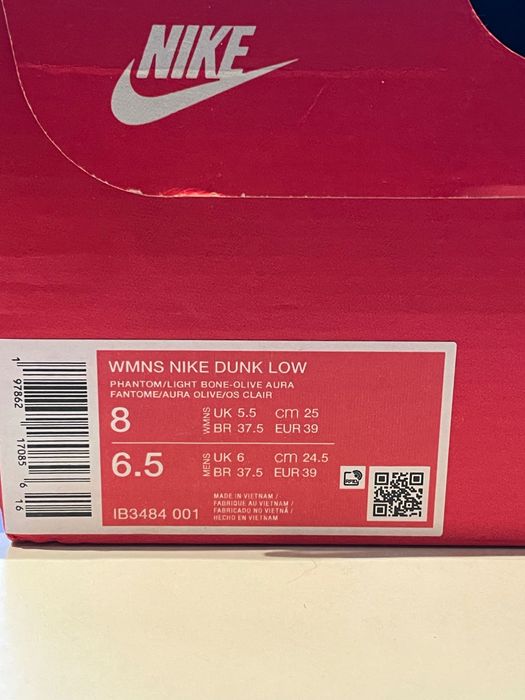 NIKE
WMNS NIKE DUNK LOW
PHANTOM/LIGHT BONE-OLIVE AURA
FANTOME/AURA OLIVE/OS CLAIR
8 WMNS UK 5.5 cm 25
BR 37.5 EUR 39
6.5 MENS UK 6 cm 24.5
BR 37.5 EUR 39
IB3484 001
MADE IN VIETNAM /
FABRIQUE AU VIETNAM /
FABRICADO NO VIETNÃ /
HECHO EN VIETNAM
RFID
1 97862 17085 6 16